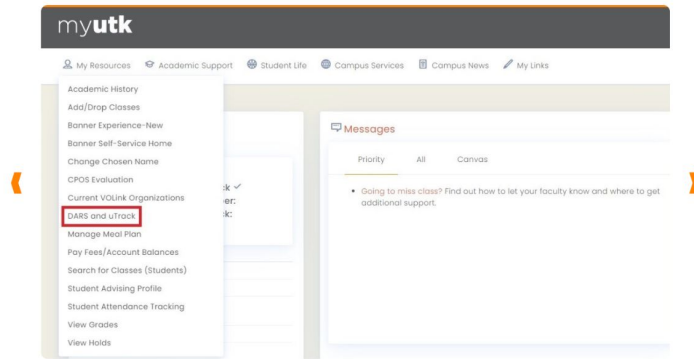 myutk
My Resources Academic Support Student Life Campus Services Campus News My Links
Academic History
Add/Drop Classes
Banner Experience-New
Banner Self-Service Home
Change Chosen Name
CPOS Evaluation
Current VOLink Organizations
DARS and uTrack
Manage Meal Plan
Pay Fees/Account Balances
Search for Classes (Students)
Student Advising Profile
Student Attendance Tracking
View Grades
View Holds
Messages
Priority All Canvas
Going to miss class? Find out how to let your faculty know and where to get
additional support.